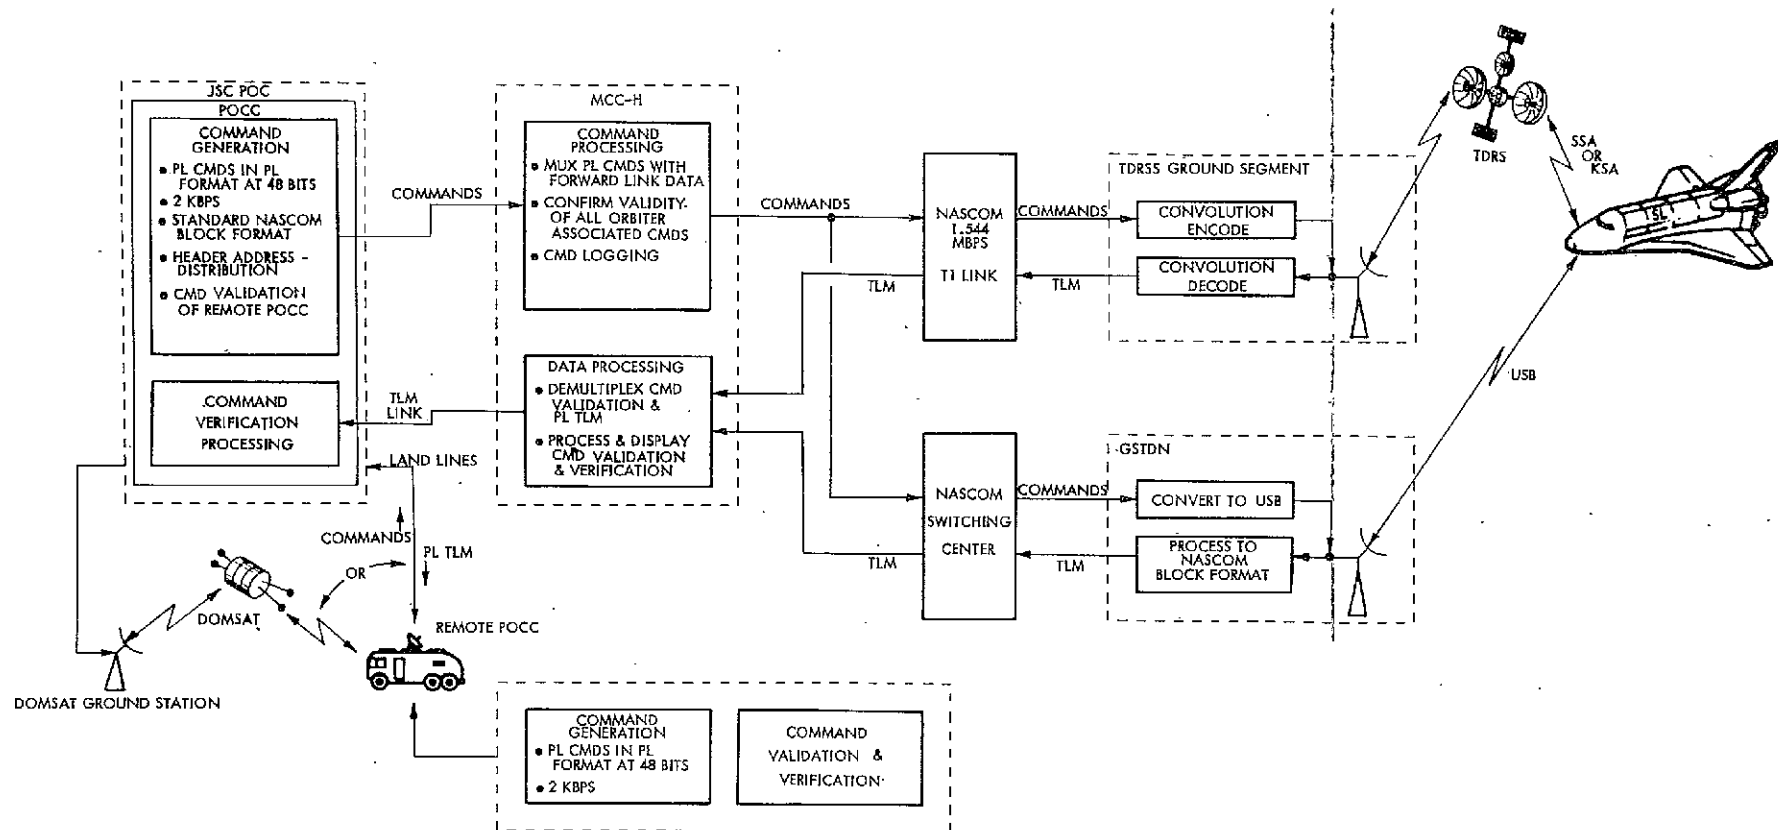 JSC POC
POCC
COMMAND
GENERATION
• PL CMDS IN PL
FORMAT AT 48 BITS
• 2 KBPS
• STANDARD NASCOM
BLOCK FORMAT
• HEADER ADDRESS -
DISTRIBUTION
• CMD VALIDATION
OF REMOTE POCC
COMMAND
VERIFICATION
PROCESSING
COMMANDS
TLM
LINK
LAND LINES
MCC-H
COMMAND
PROCESSING
• MUX PL CMDS WITH
FORWARD LINK DATA
• CONFIRM VALIDITY
OF ALL ORBITER
ASSOCIATED CMDS
• CMD LOGGING
DATA PROCESSING
• DEMULTIPLEX CMD
VALIDATION &
PL TLM
• PROCESS & DISPLAY
CMD VALIDATION
& VERIFICATION
COMMANDS
TLM
TLM
NASCOM
1.544
MBPS
T1 LINK
NASCOM
SWITCHING
CENTER
COMMANDS
TLM
COMMANDS
TLM
TDRSS GROUND SEGMENT
CONVOLUTION
ENCODE
CONVOLUTION
DECODE
GSTDN
CONVERT TO USB
PROCESS TO
NASCOM
BLOCK FORMAT
TDRS
SSA
OR
KSA
SL
USB
COMMANDS
PL TLM
OR
DOMSAT
REMOTE POCC
DOMSAT GROUND STATION
COMMAND
GENERATION
• PL CMDS IN PL
FORMAT AT 48 BITS
• 2 KBPS
COMMAND
VALIDATION &
VERIFICATION